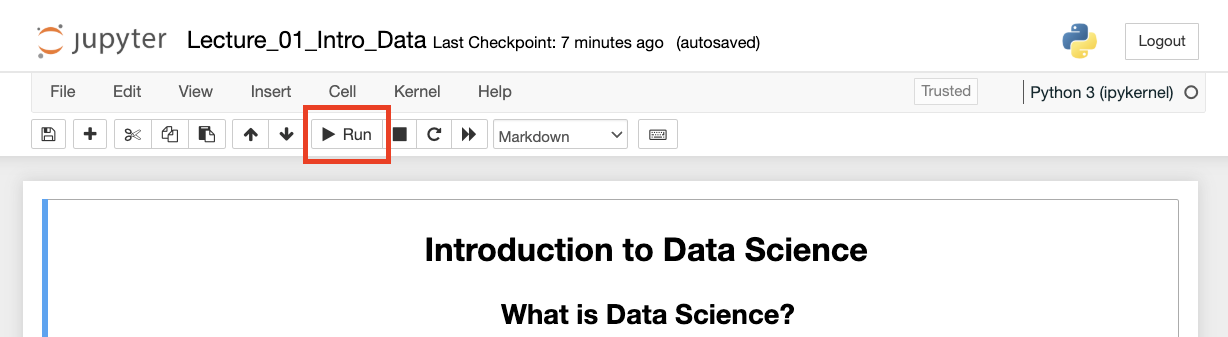 jupyter Lecture_01_Intro_Data Last Checkpoint: 7 minutes ago (autosaved) Logout
File Edit View Insert Cell Kernel Help Trusted Python 3 (ipykernel)
Run Markdown
Introduction to Data Science
What is Data Science?